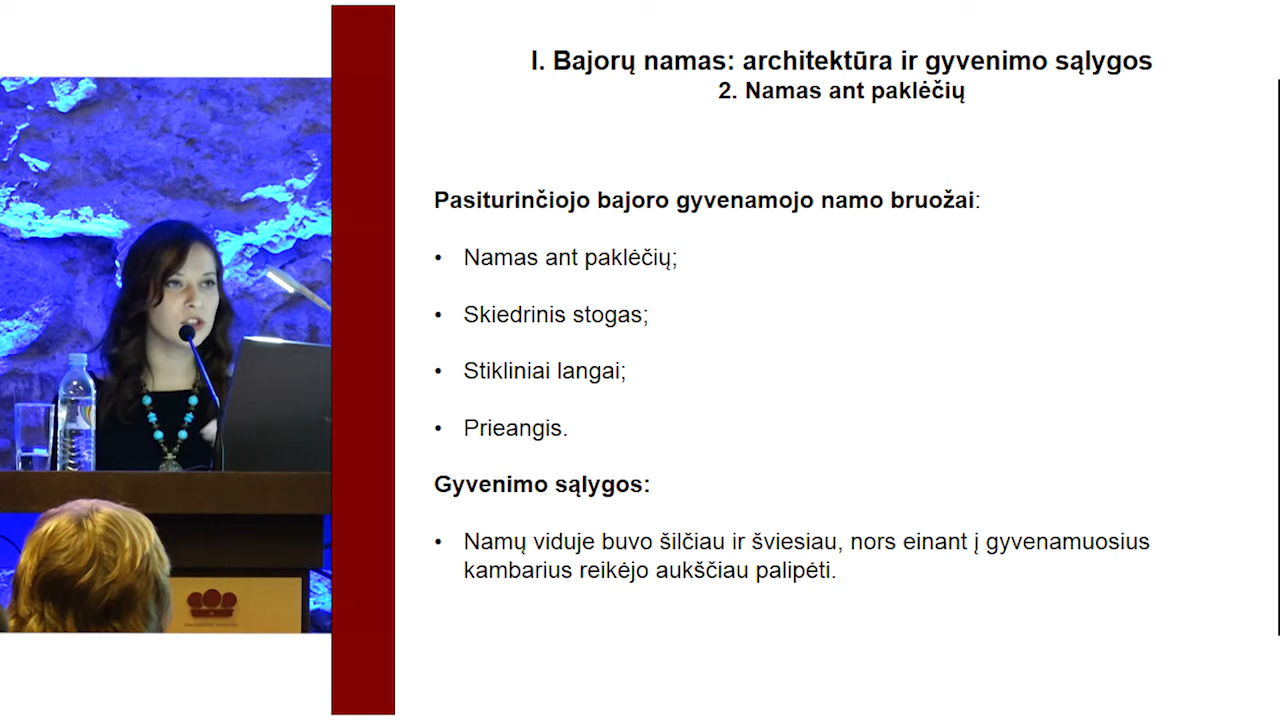 I. Bajorų namas: architektūra ir gyvenimo sąlygos
2. Namas ant paklėčių
Pasiturinčiojo bajoro gyvenamojo namo bruožai:
• Namas ant paklėčių;
• Skiedrinis stogas;
• Stikliniai langai;
• Prieangis.
Gyvenimo sąlygos:
• Namų viduje buvo šilčiau ir šviesiau, nors einant į gyvenamuosius
kambarius reikėjo aukščiau palipėti.